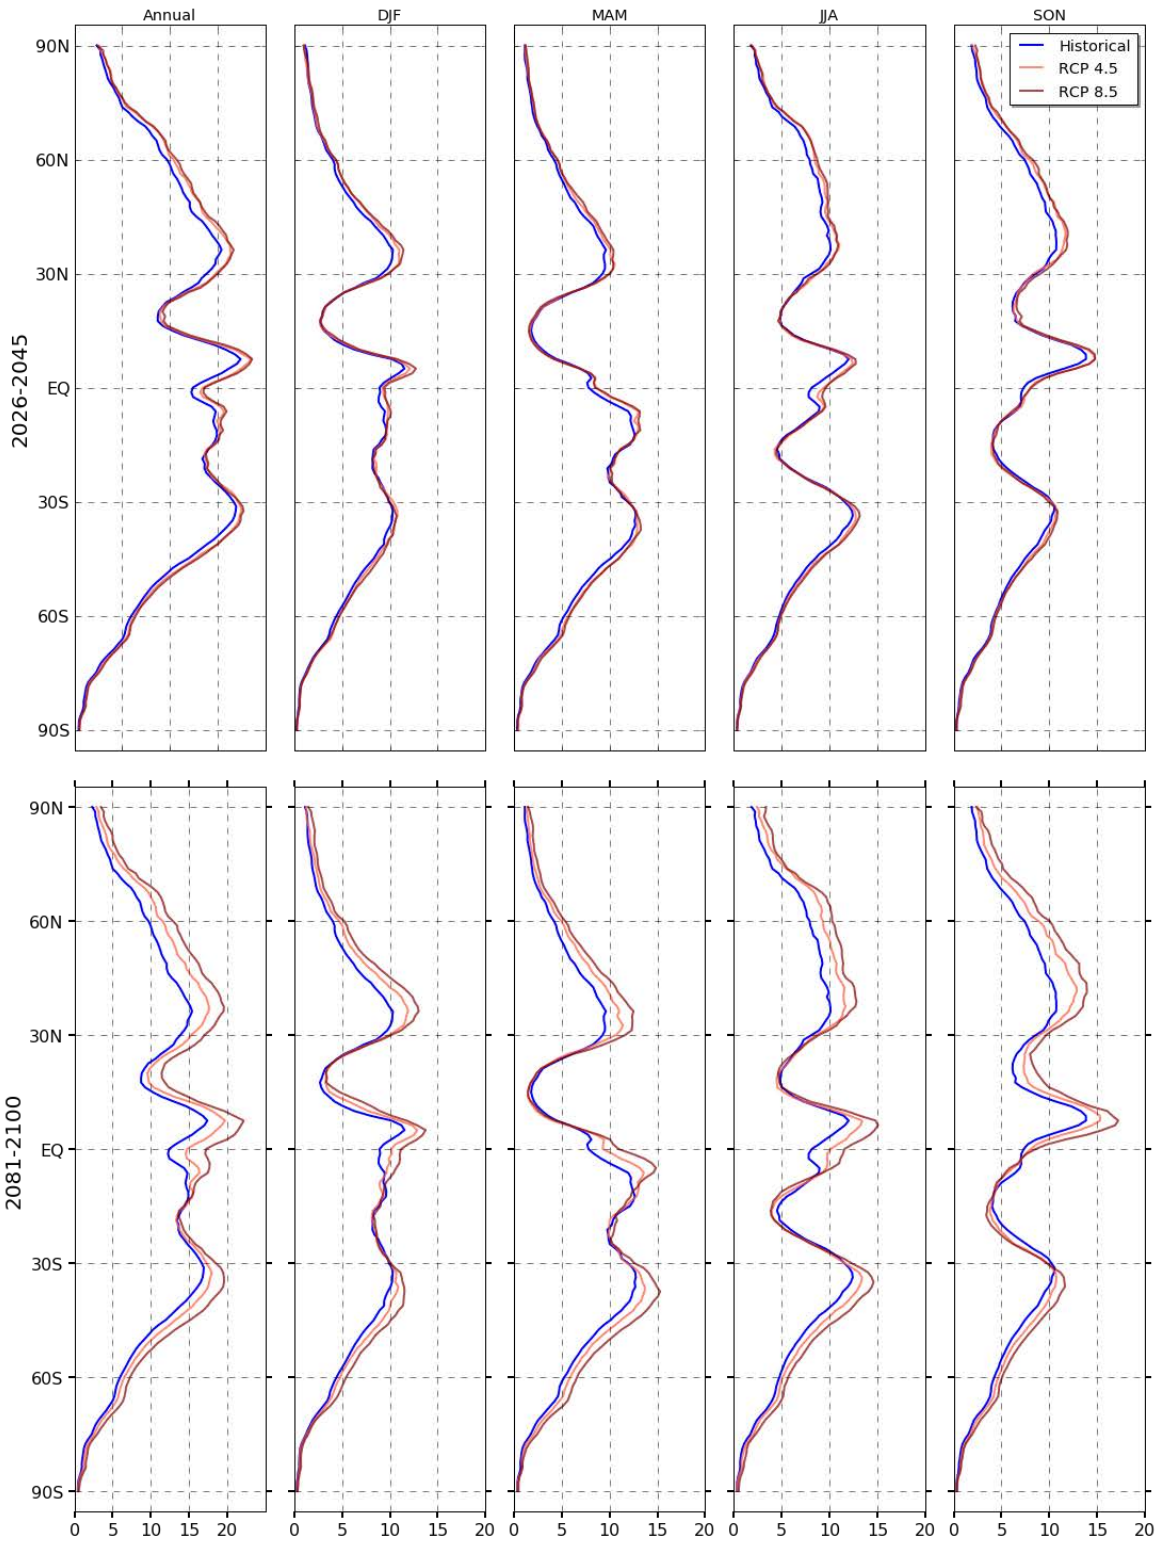 Annual DJF MAM JJA SON
Historical
RCP 4.5
RCP 8.5
2026-2045
90N
60N
30N
EQ
30S
60S
90S
2081-2100
90N
60N
30N
EQ
30S
60S
90S
0 5 10 15 20 0 5 10 15 20 0 5 10 15 20 0 5 10 15 20 0 5 10 15 20